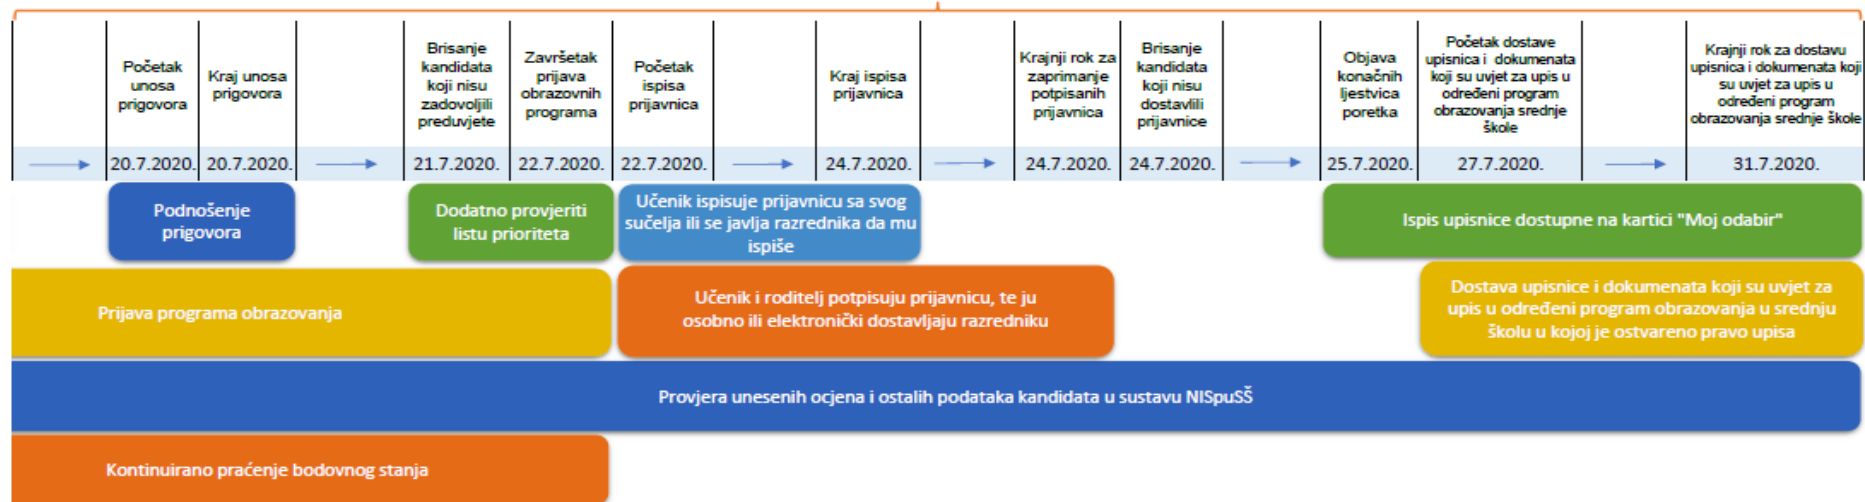 Početak
unosa
prigovora
Kraj unosa
prigovora
Brisanje
kandidata
koji nisu
zadovoljili
preduvjete
Završetak
prijava
obrazovnih
programa
Početak
ispisa
prijavnica
Kraj ispisa
prijavnica
Krajnji rok za
zaprimanje
potpisanih
prijavnica
Brisanje
kandidata
koji nisu
dostavlili
prijavnice
Objava
konačnih
ljestvica
poretka
Početak dostave
upisnica i dokumenata
koji su uvjet za upis u
određeni program
obrazovanja srednje
škole
Krajnji rok za dostavu
upisnica i dokumenata koji
su uvjet za upis u
određeni program
obrazovanja srednje škole
20.7.2020. 20.7.2020. 21.7.2020. 22.7.2020. 22.7.2020. 24.7.2020. 24.7.2020. 24.7.2020. 25.7.2020. 27.7.2020. 31.7.2020.
Podnošenje
prigovora
Dodatno provjeriti
listu prioriteta
Učenik ispisuje prijavnicu sa svog
sučelja ili se javlja razrednika da mu
ispiše
Ispis upisnice dostupne na kartici "Moj odabir"
Prijava programa obrazovanja
Učenik i roditelj potpisuju prijavnicu, te ju
osobno ili elektronički dostavljaju razredniku
Dostava upisnice i dokumenata koji su uvjet za
upis u određeni program obrazovanja u srednju
školu u kojoj je ostvareno pravo upisa
Provjera unesenih ocjena i ostalih podataka kandidata u sustavu NISpuSŠ
Kontinuirano praćenje bodovnog stanja